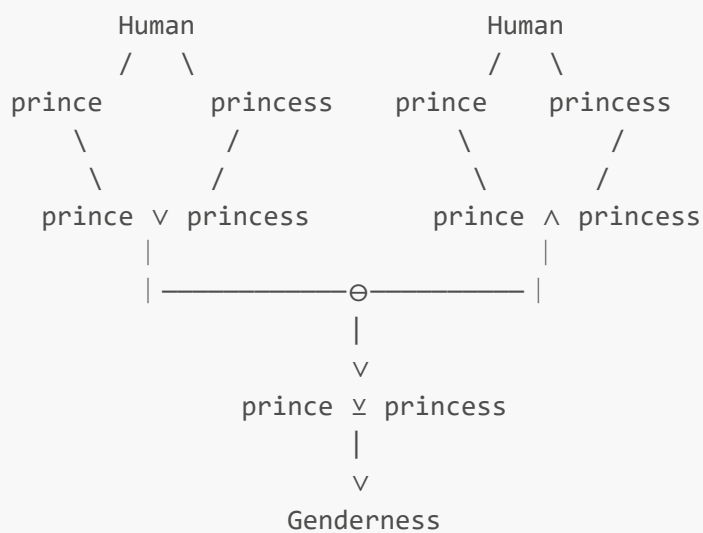 Human Human
prince princess prince princess
prince ∨ princess prince ∧ princess
⊖
∨
prince ⊻ princess
∨
Genderness